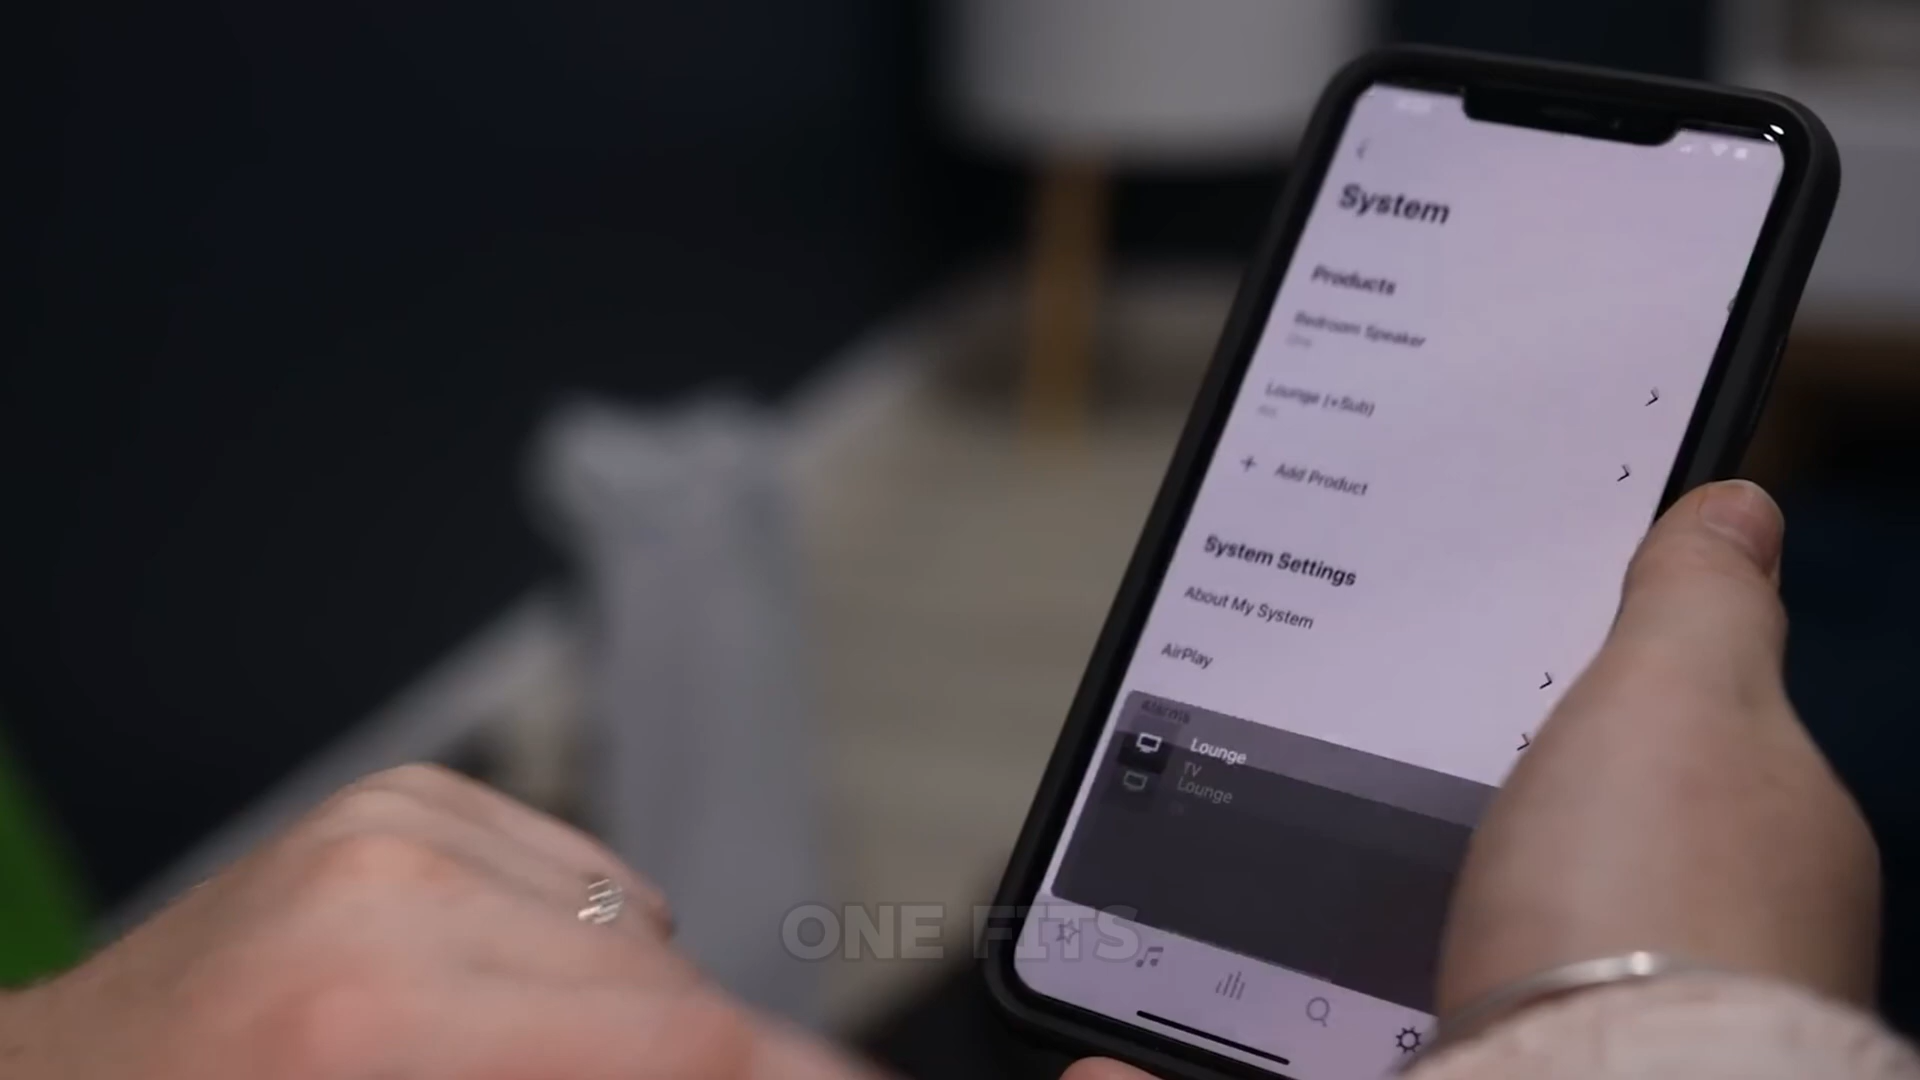 System
Products
Bedroom Speaker
Lounge (+Sub)
+ Add Product
System Settings
About My System
AirPlay
Alarms
Lounge
TV
Lounge
ONE FITS